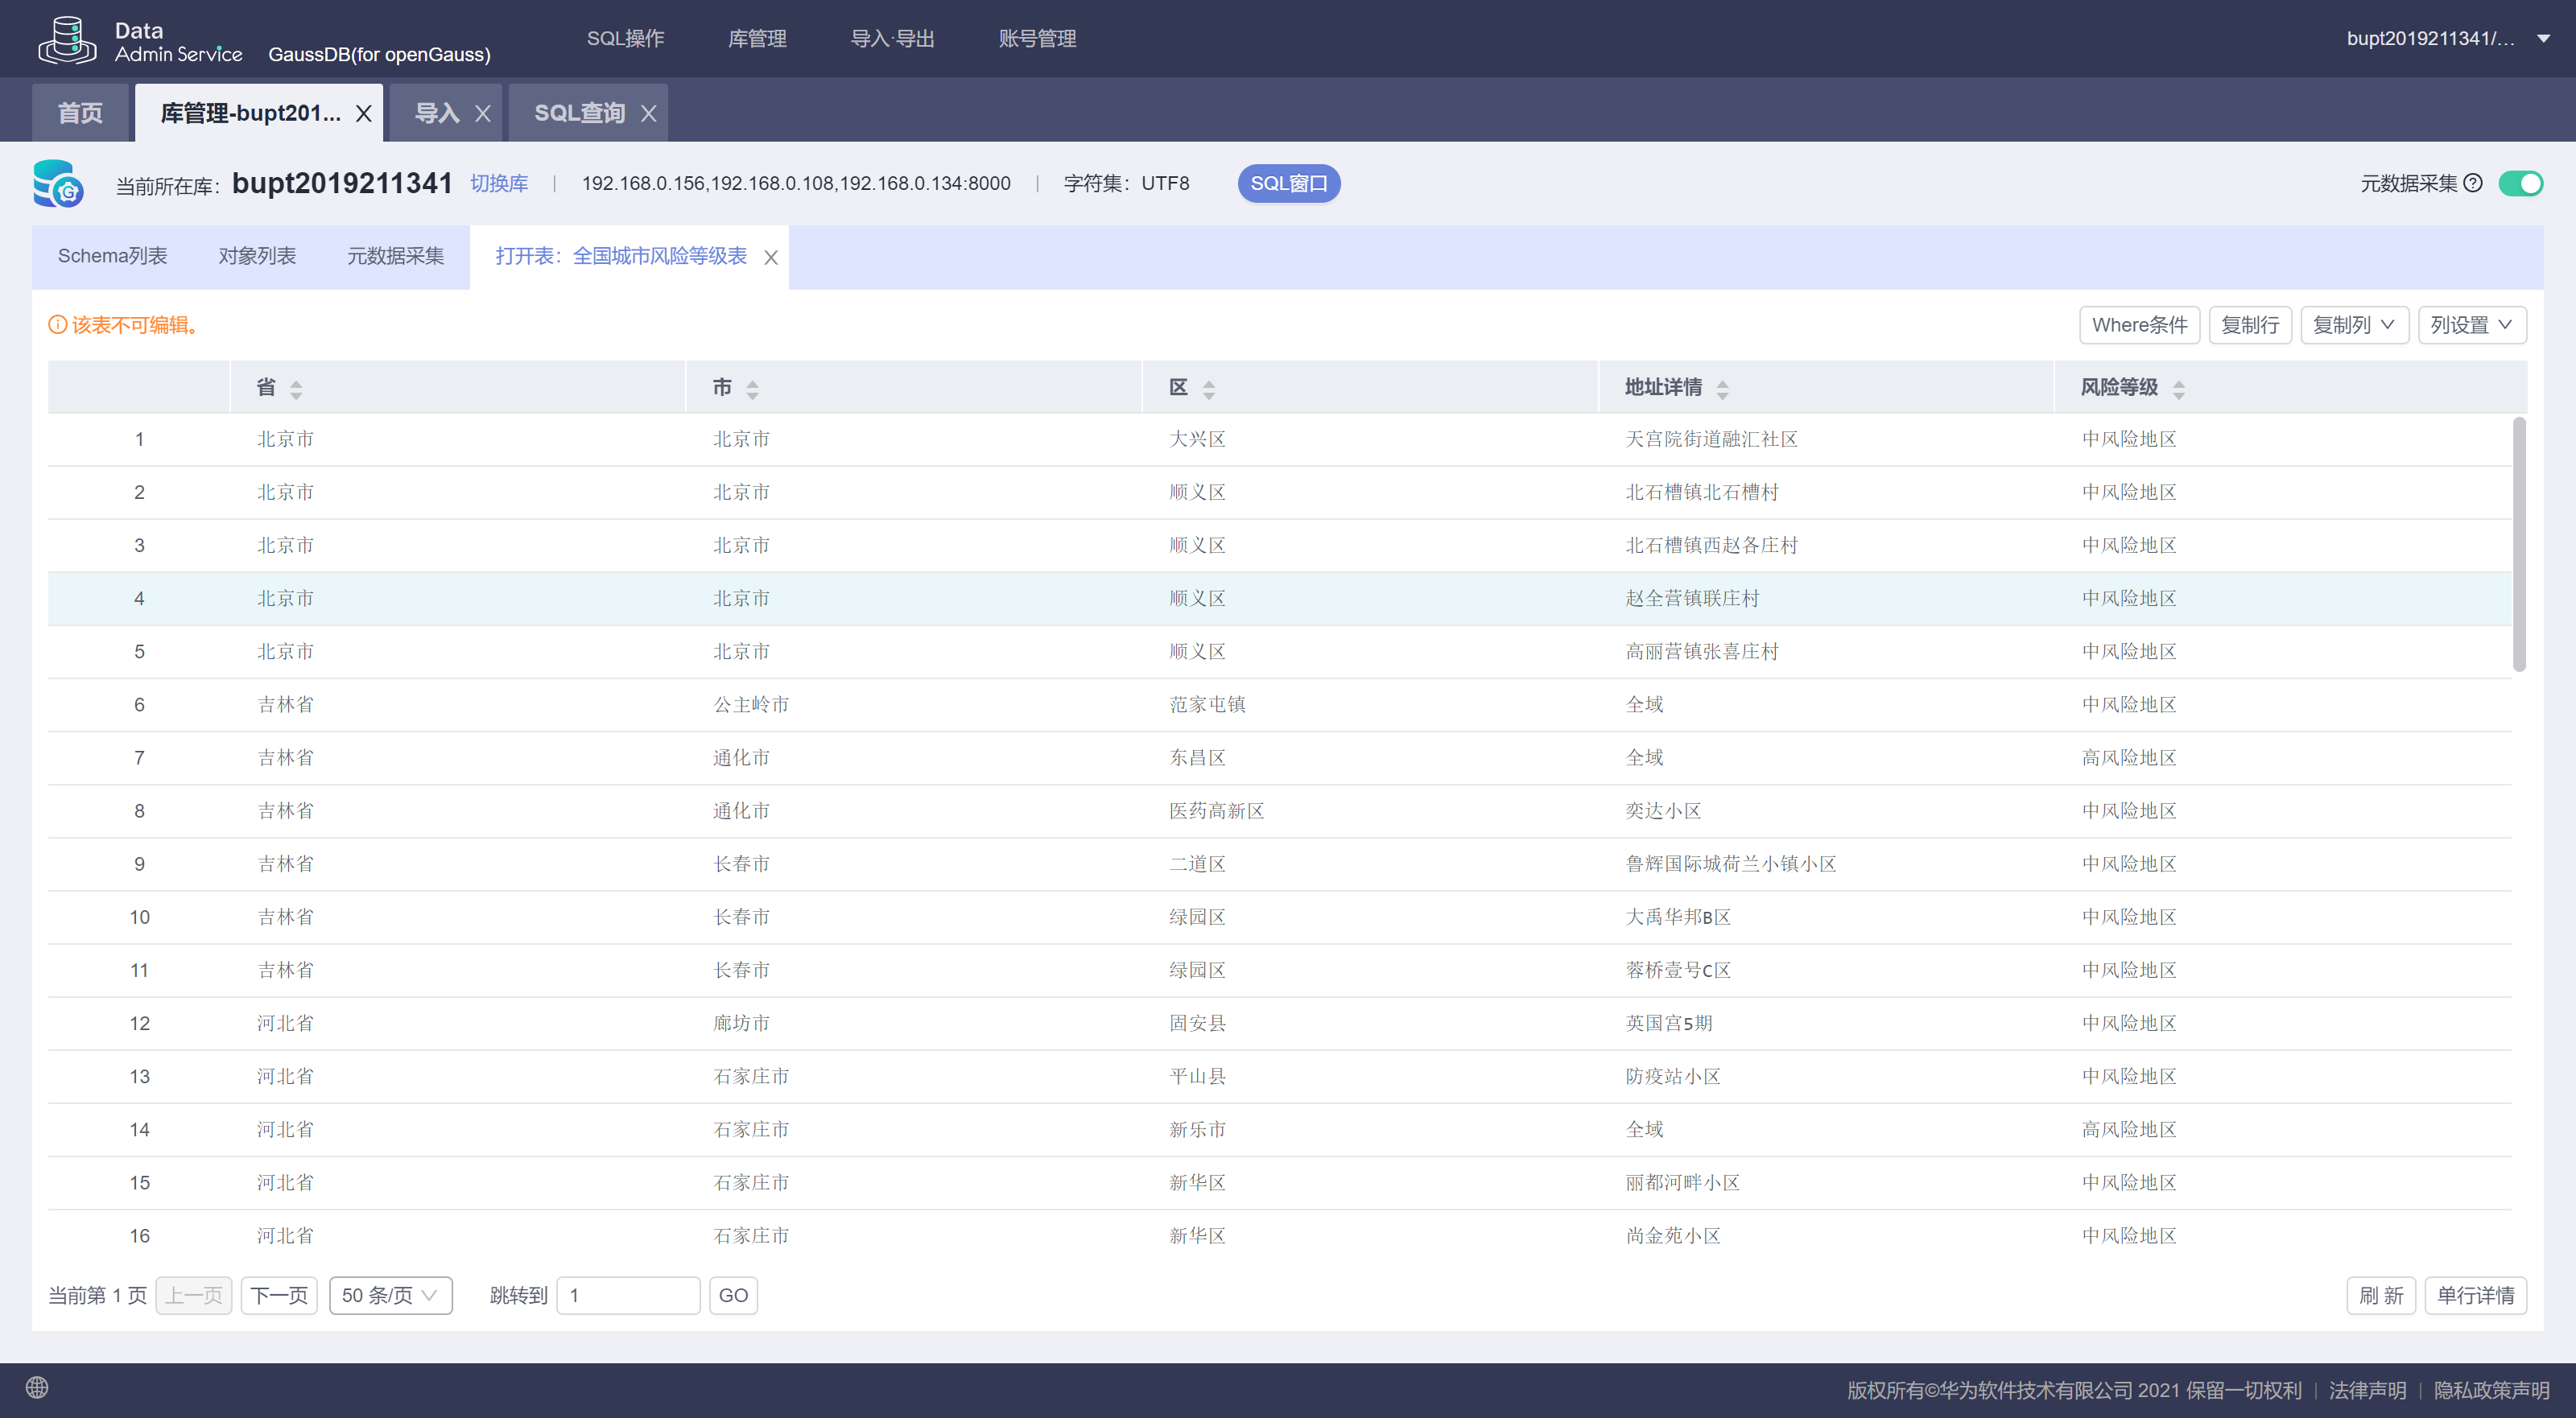 Data
Admin Service GaussDB(for openGauss) SQL操作 库管理 导入·导出 账号管理 bupt2019211341/...
首页 库管理-bupt201... 导入 SQL查询
当前所在库： bupt2019211341 切换库 192.168.0.156,192.168.0.108,192.168.0.134:8000 字符集：UTF8 SQL窗口 元数据采集
Schema列表 对象列表 元数据采集 打开表：全国城市风险等级表
该表不可编辑。 Where条件 复制行 复制列 列设置
省 市 区 地址详情 风险等级
1 北京市 北京市 大兴区 天宫院街道融汇社区 中风险地区
2 北京市 北京市 顺义区 北石槽镇北石槽村 中风险地区
3 北京市 北京市 顺义区 北石槽镇西赵各庄村 中风险地区
4 北京市 北京市 顺义区 赵全营镇联庄村 中风险地区
5 北京市 北京市 顺义区 高丽营镇张喜庄村 中风险地区
6 吉林省 公主岭市 范家屯镇 全域 中风险地区
7 吉林省 通化市 东昌区 全域 高风险地区
8 吉林省 通化市 医药高新区 奕达小区 中风险地区
9 吉林省 长春市 二道区 鲁辉国际城荷兰小镇小区 中风险地区
10 吉林省 长春市 绿园区 大禹华邦B区 中风险地区
11 吉林省 长春市 绿园区 蓉桥壹号C区 中风险地区
12 河北省 廊坊市 固安县 英国宫5期 中风险地区
13 河北省 石家庄市 平山县 防疫站小区 中风险地区
14 河北省 石家庄市 新乐市 全域 高风险地区
15 河北省 石家庄市 新华区 丽都河畔小区 中风险地区
16 河北省 石家庄市 新华区 尚金苑小区 中风险地区
当前第 1 页 上一页 下一页 50 条/页 跳转到 1 GO 刷 新 单行详情
版权所有©华为软件技术有限公司 2021 保留一切权利 | 法律声明 | 隐私政策声明